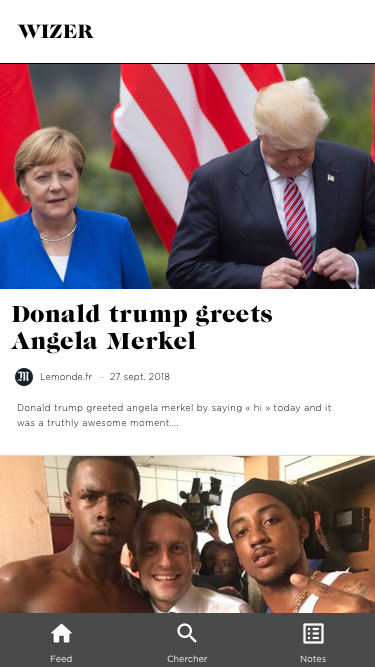 WIZER
Donald trump greets
Angela Merkel
Lemonde.fr – 27 sept. 2018
Donald trump greeted angela merkel by saying « hi » today and it
was a truthly awesome moment....
Feed
Chercher
Notes